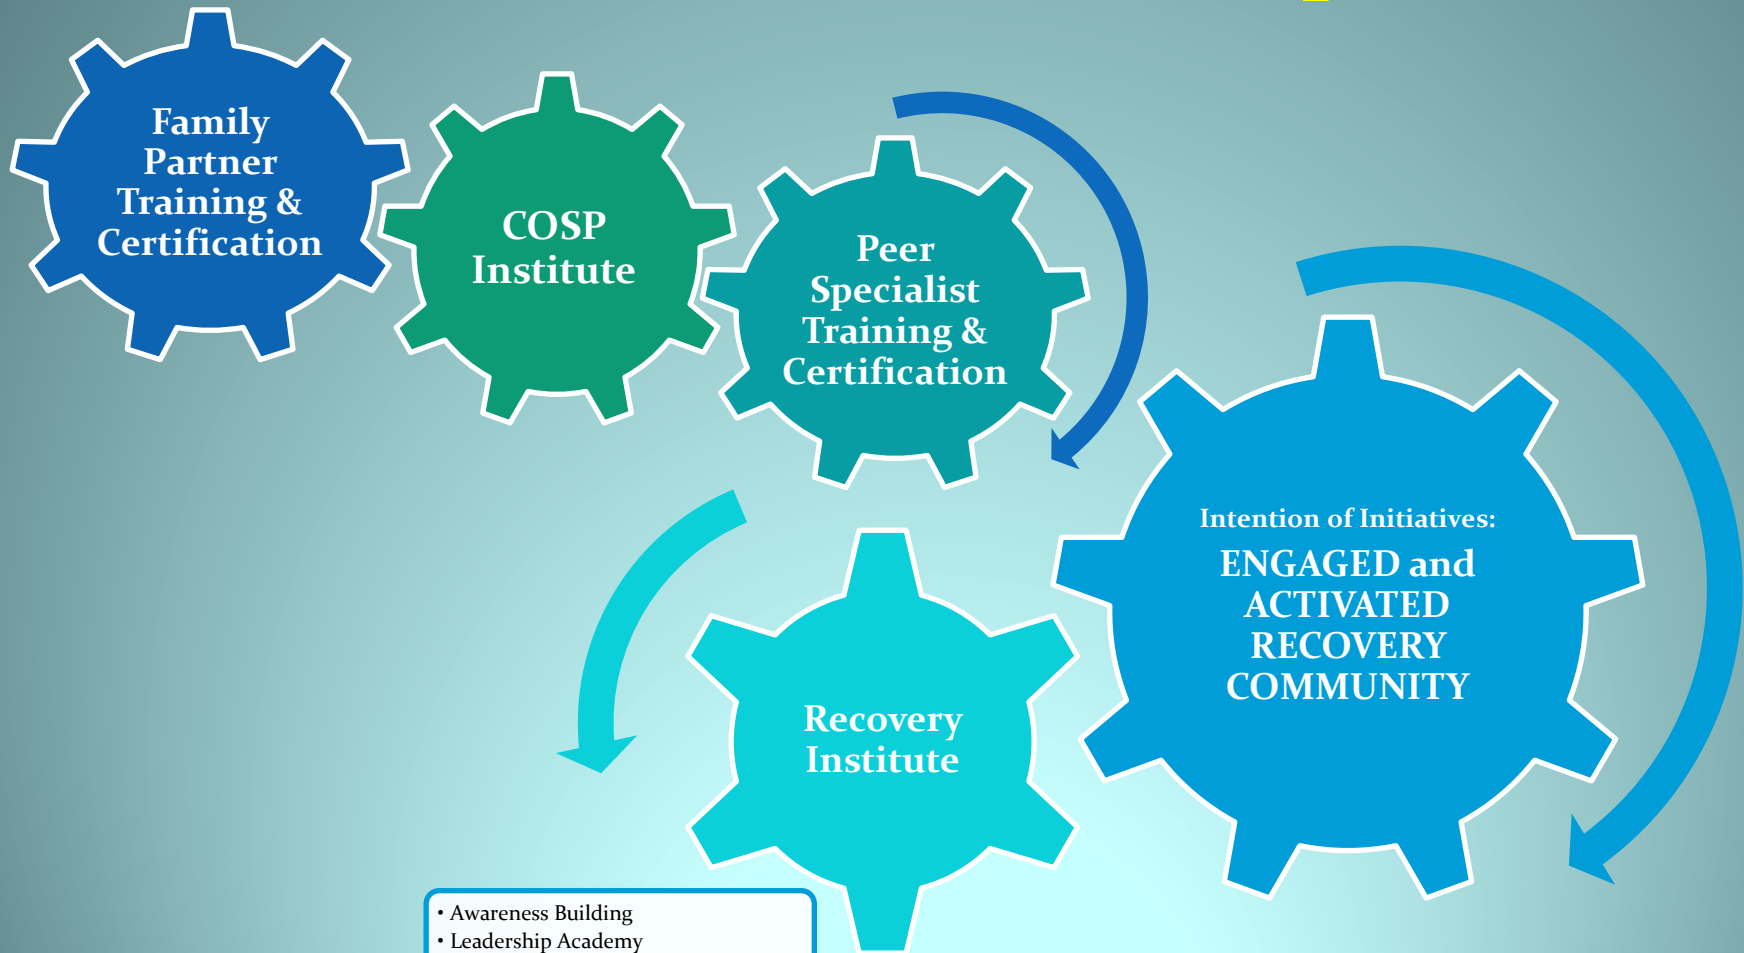 Family
Partner
Training &
Certification
COSP
Institute
Peer
Specialist
Training &
Certification
Intention of Initiatives:
ENGAGED and
ACTIVATED
RECOVERY
COMMUNITY
Recovery
Institute
• Awareness Building
• Leadership Academy